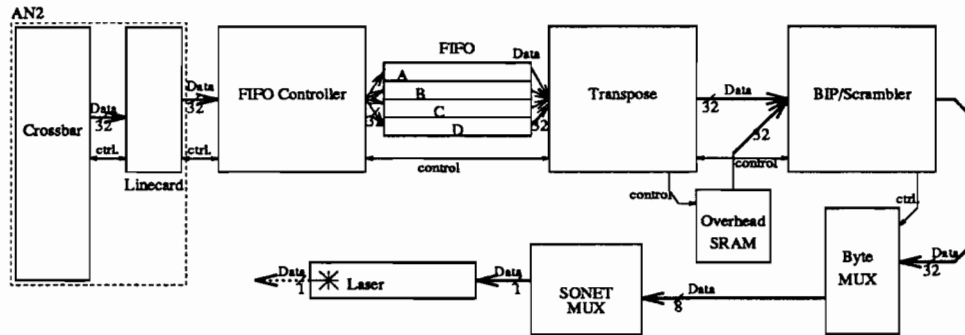 AN2
Crossbar
Data
32
ctrl.
Linecard
Data
32
ctrl.
FIFO Controller
32
FIFO
A
B
C
D
Data
32
control
Transpose
32
Data
32
control
control
Overhead
SRAM
BIP/Scrambler
ctrl.
Data
32
Byte
MUX
Data
8
SONET
MUX
Data
1
Laser
Data
1